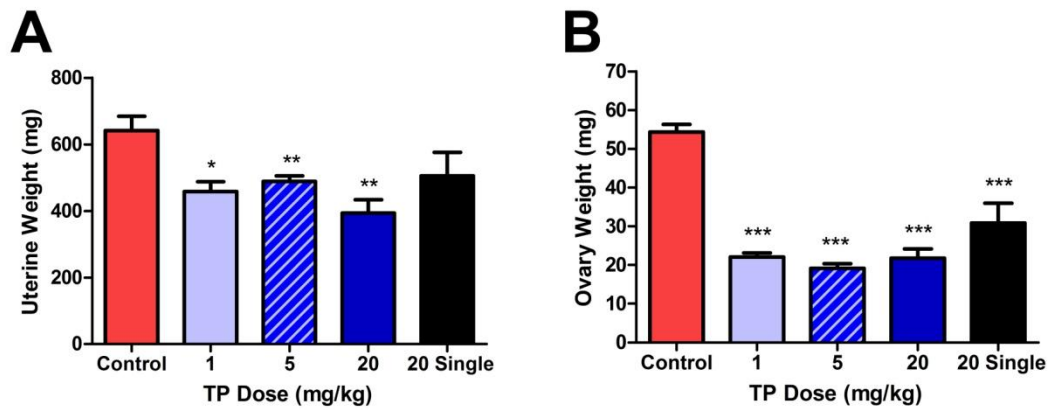 A
Uterine Weight (mg)
800
600
400
200
0
*
**
**
Control 1 5 20 20 Single
TP Dose (mg/kg)
B
Ovary Weight (mg)
70
60
50
40
30
20
10
0
***
***
***
***
Control 1 5 20 20 Single
TP Dose (mg/kg)